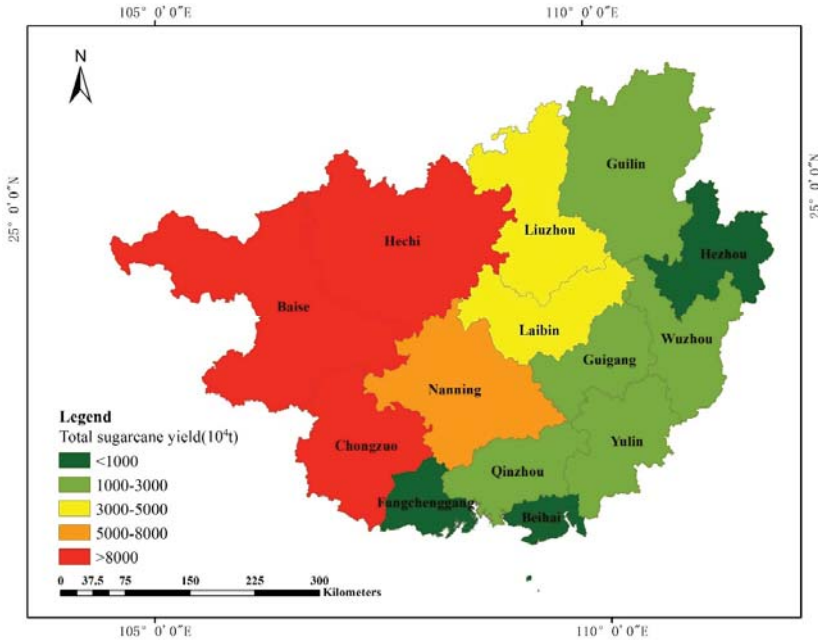 105° 0′0″E 110° 0′0″E
N
25° 0′0″N
25° 0′0″N
Guilin
Liuzhou
Hezhou
Hechi
Baise
Laibin
Wuzhou
Guigang
Nanning
Legend
Total sugarcane yield(10⁴t)
<1000
1000-3000
3000-5000
5000-8000
>8000
Chongzuo
Yulin
Qinzhou
Fangchenggang
Beihai
0 37.5 75 150 225 300
Kilometers
105° 0′0″E 110° 0′0″E